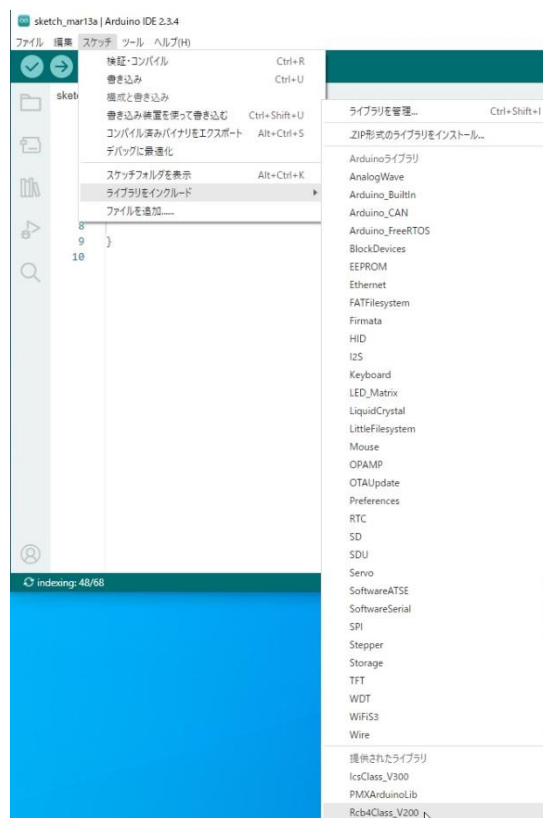 sketch_mar13a | Arduino IDE 2.3.4
ファイル 編集 スケッチ ツール ヘルプ(H)
検証・コンパイル Ctrl+R
書き込み Ctrl+U
構成と書き込み
書き込み装置を使って書き込む Ctrl+Shift+U
コンパイル済みバイナリをエクスポート Alt+Ctrl+S
デバッグに最適化
スケッチフォルダを表示 Alt+Ctrl+K
ライブラリをインクルード
ファイルを追加......
sket
8
9 }
10
indexing: 48/68
ライブラリを管理... Ctrl+Shift+I
.ZIP形式のライブラリをインストール...
Arduinoライブラリ
AnalogWave
Arduino_BuiltIn
Arduino_CAN
Arduino_FreeRTOS
BlockDevices
EEPROM
Ethernet
FATFilesystem
Firmata
HID
I2S
Keyboard
LED_Matrix
LiquidCrystal
LittleFilesystem
Mouse
OPAMP
OTAUpdate
Preferences
RTC
SD
SDU
Servo
SoftwareATSE
SoftwareSerial
SPI
Stepper
Storage
TFT
WDT
WiFiS3
Wire
提供されたライブラリ
IcsClass_V300
PMXArduinoLib
Rcb4Class_V200